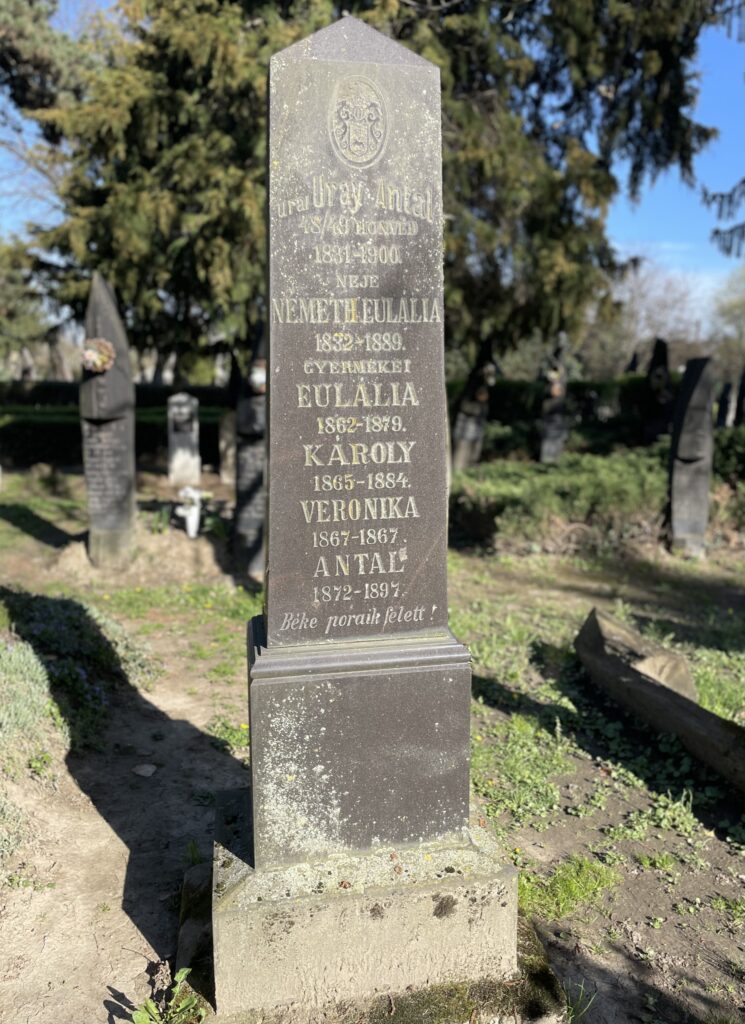 urai Uray Antal
48/49 HONVÉD
1831-1900.
NEJE
NÉMETH EULÁLIA
1832-1889.
GYERMEKEI
EULÁLIA
1862-1879.
KÁROLY
1865-1884.
VERONIKA
1867-1867.
ANTAL
1872-1897.
Béke poraik felett!